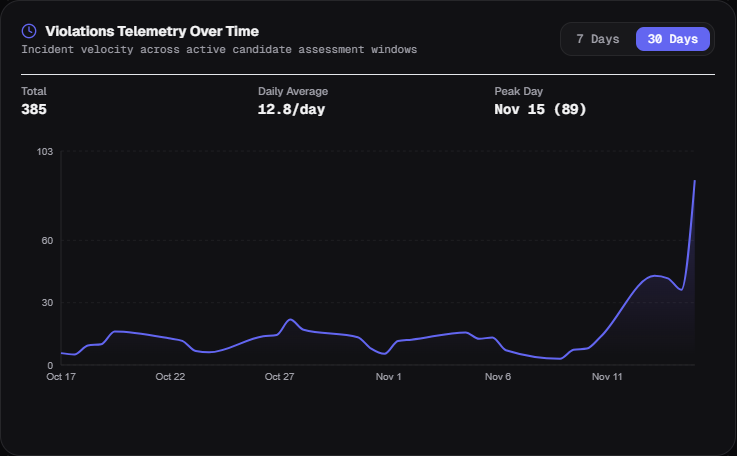 Violations Telemetry Over Time
Incident velocity across active candidate assessment windows
7 Days
30 Days
Total
385
Daily Average
12.8/day
Peak Day
Nov 15 (89)
103
60
30
0
Oct 17
Oct 22
Oct 27
Nov 1
Nov 6
Nov 11